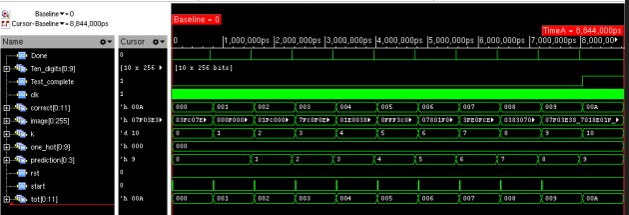 Baseline▼=0
Baseline = 0
Cursor-Baseline▼=8,844,000ps
TimeA = 8,844,000ps
Name Cursor 0 1,000,000ps 2,000,000ps 3,000,000ps 4,000,000ps 5,000,000ps 6,000,000ps 7,000,000ps 8,000,00
Done 0
Ten_digits[0:9] [10 x 256 [10 x 256 bits]
Test_complete 1
clk 1
correct[0:11] 'h 00A 000 001 002 003 004 005 006 007 008 009 00A
image[0:255] 'h 07F03E3 03FC07E 000F000 01FC000 7FC0F0E 01E0038 0FFF3C0 07801F0 3FE0FCE 0383070 07F03E38_7018E01F_
k 'd 10 0 1 2 3 4 5 6 7 8 9 10
one_hot[0:9] 'h 000 000
prediction[0:3] 'h 9 0 1 2 3 4 5 6 7 8 9
rst 0
start 0
tot[0:11] 'h 00A 000 001 002 003 004 005 006 007 008 009 00A